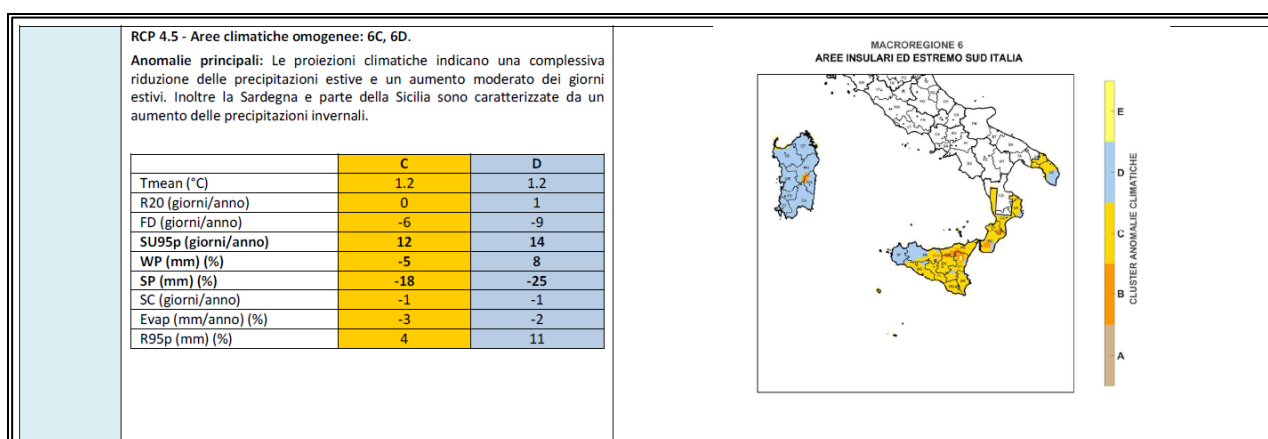 RCP 4.5 - Aree climatiche omogenee: 6C, 6D.
Anomalie principali: Le proiezioni climatiche indicano una complessiva
riduzione delle precipitazioni estive e un aumento moderato dei giorni
estivi. Inoltre la Sardegna e parte della Sicilia sono caratterizzate da un
aumento delle precipitazioni invernali.
C D
Tmean (°C) 1.2 1.2
R20 (giorni/anno) 0 1
FD (giorni/anno) -6 -9
SU95p (giorni/anno) 12 14
WP (mm) (%) -5 8
SP (mm) (%) -18 -25
SC (giorni/anno) -1 -1
Evap (mm/anno) (%) -3 -2
R95p (mm) (%) 4 11
MACROREGIONE 6
AREE INSULARI ED ESTREMO SUD ITALIA
E
D
C
B
A
CLUSTER ANOMALIE CLIMATICHE